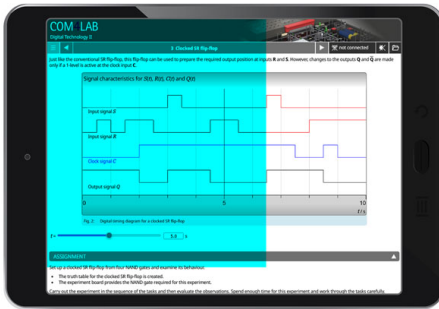 COM LAB
Digital Technology II
5 Clocked SR flip-flop
not connected
Just like the conventional SR flip-flop, this flip-flop can be used to prepare the required output position at inputs R and S. However, changes to the outputs Q and Q̅ are made
only if a 1-level is active at the clock input C.
Signal characteristics for S(t), R(t), C(t) and Q(t)
Input signal S
Input signal R
Clock signal C
Output signal Q
0 5 10
t / s
Fig. 2 Digital timing diagram for a clocked SR flip-flop
t = 5.0 s
ASSIGNMENT
Set up a clocked SR flip-flop from four NAND gates and examine its behaviour.
• The truth table for the clocked SR flip-flop is created.
• The experiment board provides the NAND gate required for this experiment.
Carry out the experiment in the sequence of the tasks and then evaluate the observations. Spend enough time for this experiment and work through the tasks carefully.